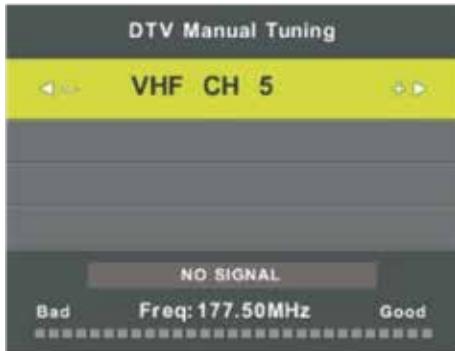 DTV Manual Tuning
VHF CH 5
NO SIGNAL
Bad Freq:177.50MHz Good